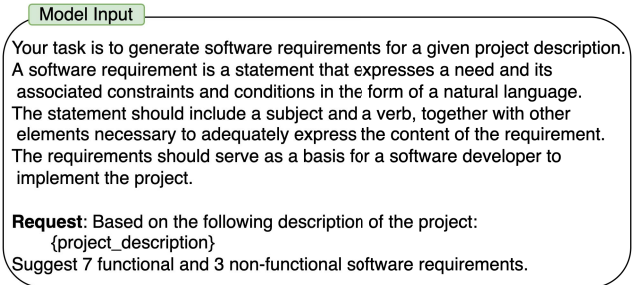 Model Input
Your task is to generate software requirements for a given project description.
A software requirement is a statement that expresses a need and its
associated constraints and conditions in the form of a natural language.
The statement should include a subject and a verb, together with other
elements necessary to adequately express the content of the requirement.
The requirements should serve as a basis for a software developer to
implement the project.
Request: Based on the following description of the project:
{project_description}
Suggest 7 functional and 3 non-functional software requirements.